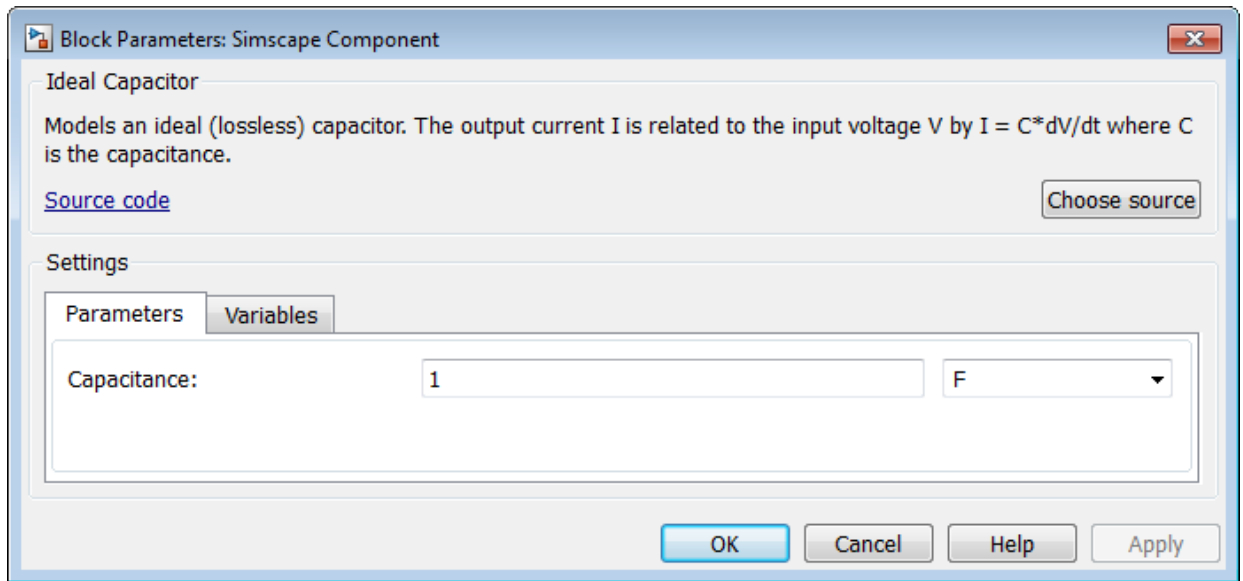 Block Parameters: Simscape Component
Ideal Capacitor
Models an ideal (lossless) capacitor. The output current I is related to the input voltage V by I = C*dV/dt where C
is the capacitance.
Source code
Choose source
Settings
Parameters
Variables
Capacitance:
1
F
OK
Cancel
Help
Apply